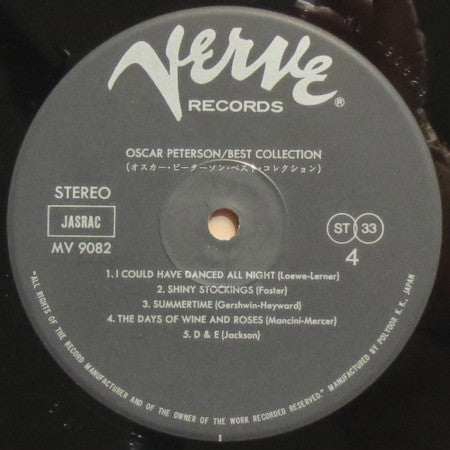 Verve
RECORDS ®
OSCAR PETERSON/BEST COLLECTION
(オスカー・ピーターソン・ベスト・コレクション)
STEREO
JASRAC
MV 9082
ST 33
4
1. I COULD HAVE DANCED ALL NIGHT (Loewe-Lerner)
2. SHINY STOCKINGS (Foster)
3. SUMMERTIME (Gershwin-Heyward)
4. THE DAYS OF WINE AND ROSES (Mancini-Mercer)
5. D & E (Jackson)
"ALL RIGHTS OF THE RECORD MANUFACTURER AND OF THE OWNER OF THE WORK RECORDED RESERVED." MANUFACTURED BY POLYDOR K. K., JAPAN